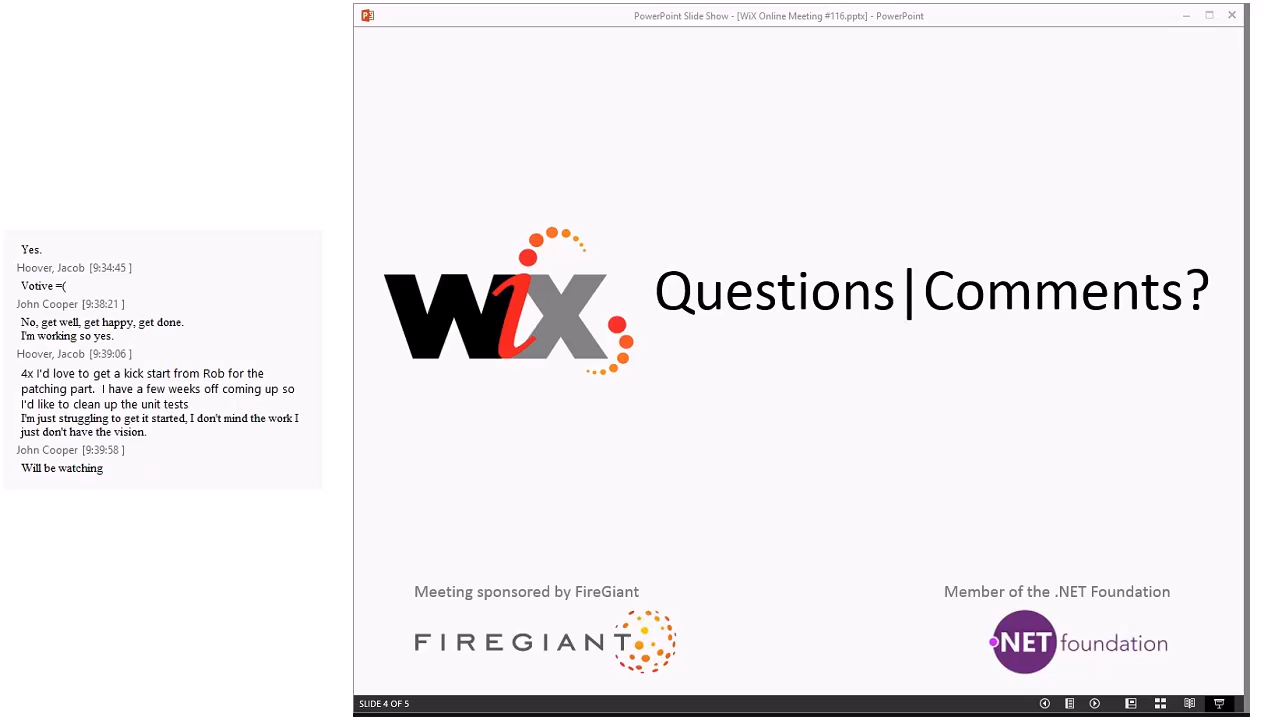 PowerPoint Slide Show - [WiX Online Meeting #116.pptx] - PowerPoint
Yes.
Hoover, Jacob [9:34:45 ]
Votive =(
John Cooper [9:38:21 ]
No, get well, get happy, get done.
I'm working so yes.
Hoover, Jacob [9:39:06 ]
4x I'd love to get a kick start from Rob for the
patching part.  I have a few weeks off coming up so
I'd like to clean up the unit tests
I'm just struggling to get it started, I don't mind the work I
just don't have the vision.
John Cooper [9:39:58 ]
Will be watching
WiX
Questions|Comments?
Meeting sponsored by FireGiant
FIREGIANT
Member of the .NET Foundation
.NET foundation
SLIDE 4 OF 5